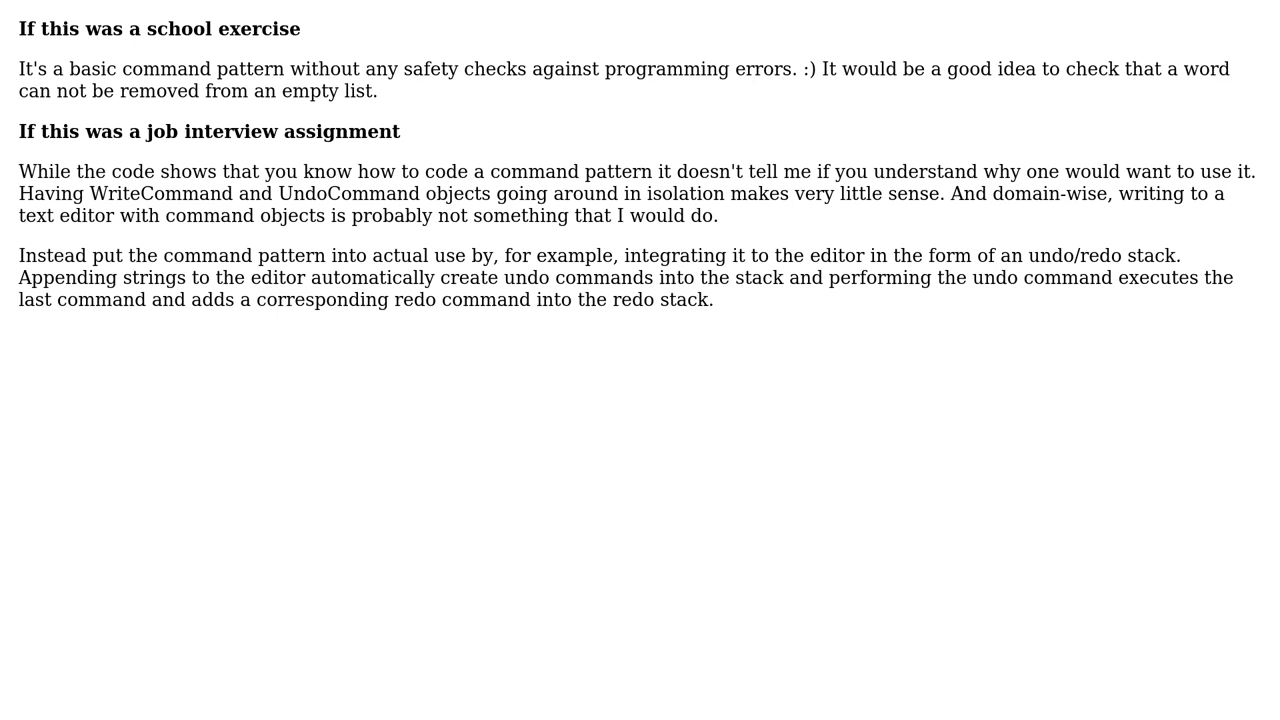 If this was a school exercise
It's a basic command pattern without any safety checks against programming errors. :) It would be a good idea to check that a word
can not be removed from an empty list.
If this was a job interview assignment
While the code shows that you know how to code a command pattern it doesn't tell me if you understand why one would want to use it.
Having WriteCommand and UndoCommand objects going around in isolation makes very little sense. And domain-wise, writing to a
text editor with command objects is probably not something that I would do.
Instead put the command pattern into actual use by, for example, integrating it to the editor in the form of an undo/redo stack.
Appending strings to the editor automatically create undo commands into the stack and performing the undo command executes the
last command and adds a corresponding redo command into the redo stack.